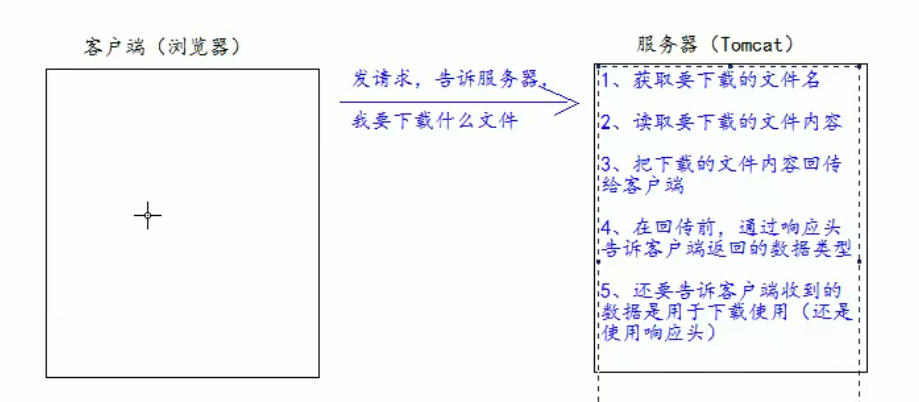 客户端（浏览器）
服务器（Tomcat）
发请求，告诉服务器，
我要下载什么文件
1、获取要下载的文件名
2、读取要下载的文件内容
3、把下载的文件内容回传
给客户端
4、在回传前，通过响应头
告诉客户端返回的数据类型
5、还要告诉客户端收到的
数据是用于下载使用（还是
使用响应头）